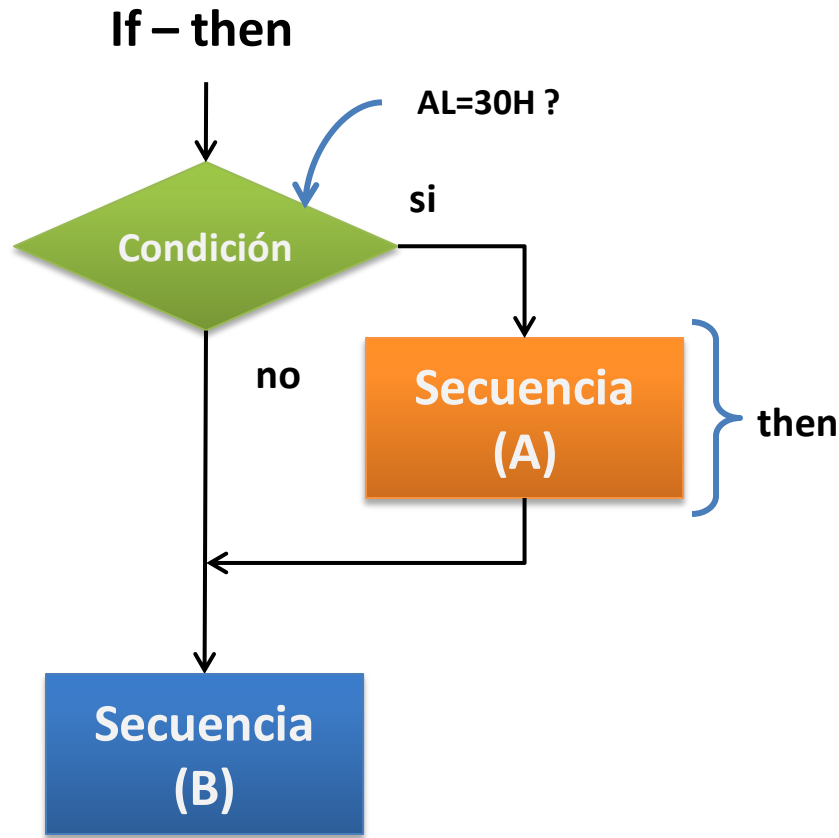 If – then
AL=30H ?
si
Condición
no
Secuencia
(A)
then
Secuencia
(B)